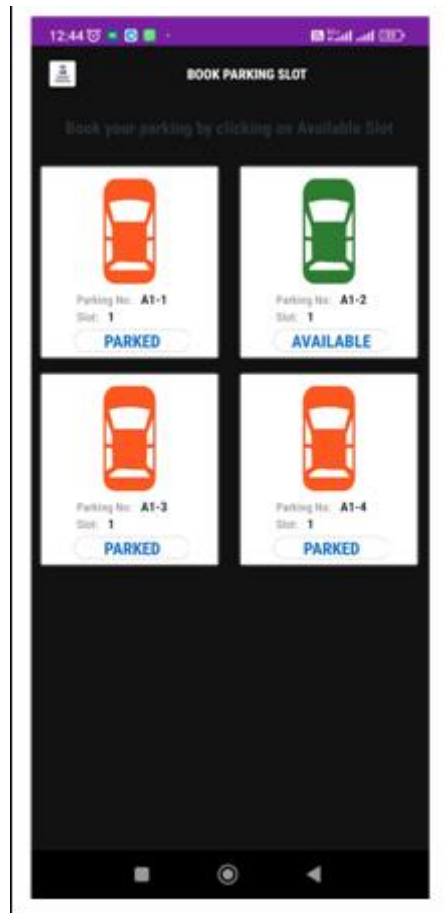 12:44
BOOK PARKING SLOT
Book your parking by clicking on Available Slot
Parking No: A1-1
Slot: 1
PARKED
Parking No: A1-2
Slot: 1
AVAILABLE
Parking No: A1-3
Slot: 1
PARKED
Parking No: A1-4
Slot: 1
PARKED